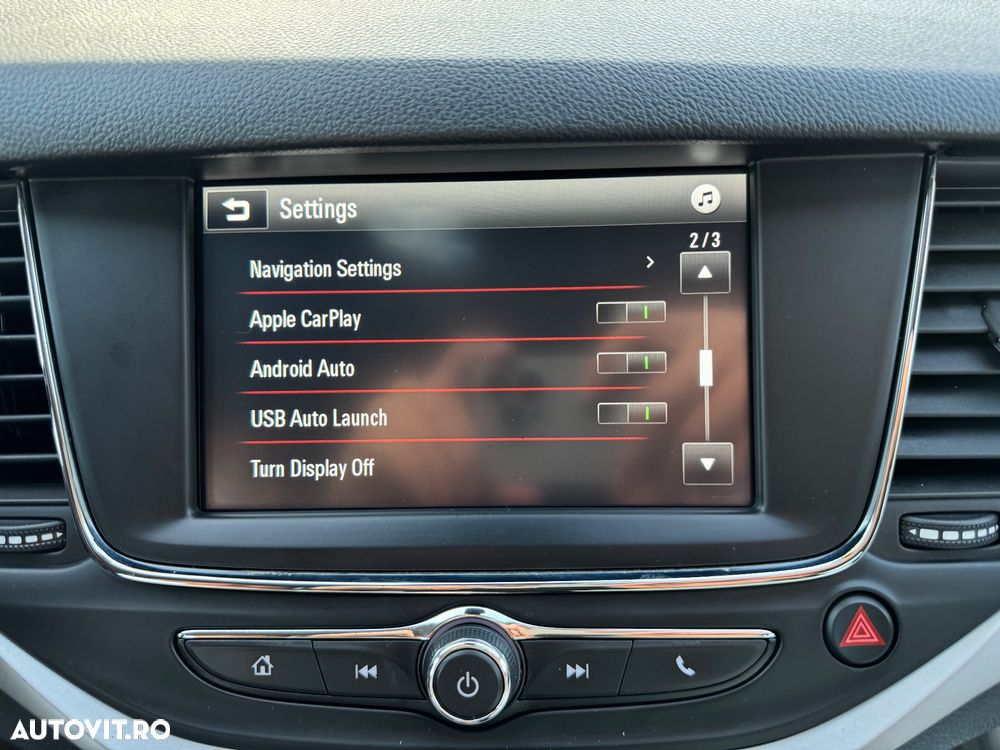 Settings
2/3
Navigation Settings
Apple CarPlay
Android Auto
USB Auto Launch
Turn Display Off
AUTOVIT.RO